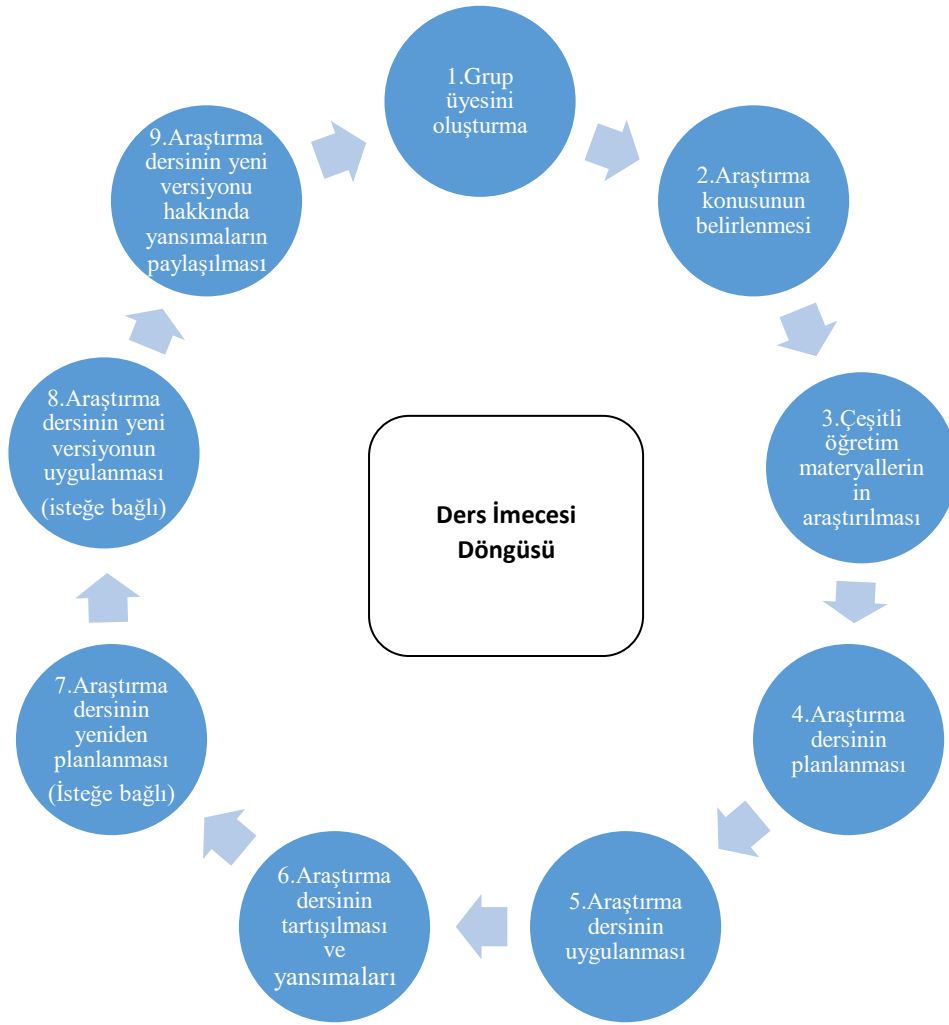 1.Grup
üyesini
oluşturma
2.Araştırma
konusunun
belirlenmesi
3.Çeşitli
öğretim
materyallerin
in
araştırılması
4.Araştırma
dersinin
planlanması
5.Araştırma
dersinin
uygulanması
6.Araştırma
dersinin
tartışılması
ve
yansımaları
7.Araştırma
dersinin
yeniden
planlanması
(İsteğe bağlı)
8.Araştırma
dersinin yeni
versiyonun
uygulanması
(isteğe bağlı)
9.Araştırma
dersinin yeni
versiyonu
hakkında
yansımaların
paylaşılması
Ders İmecesi
Döngüsü